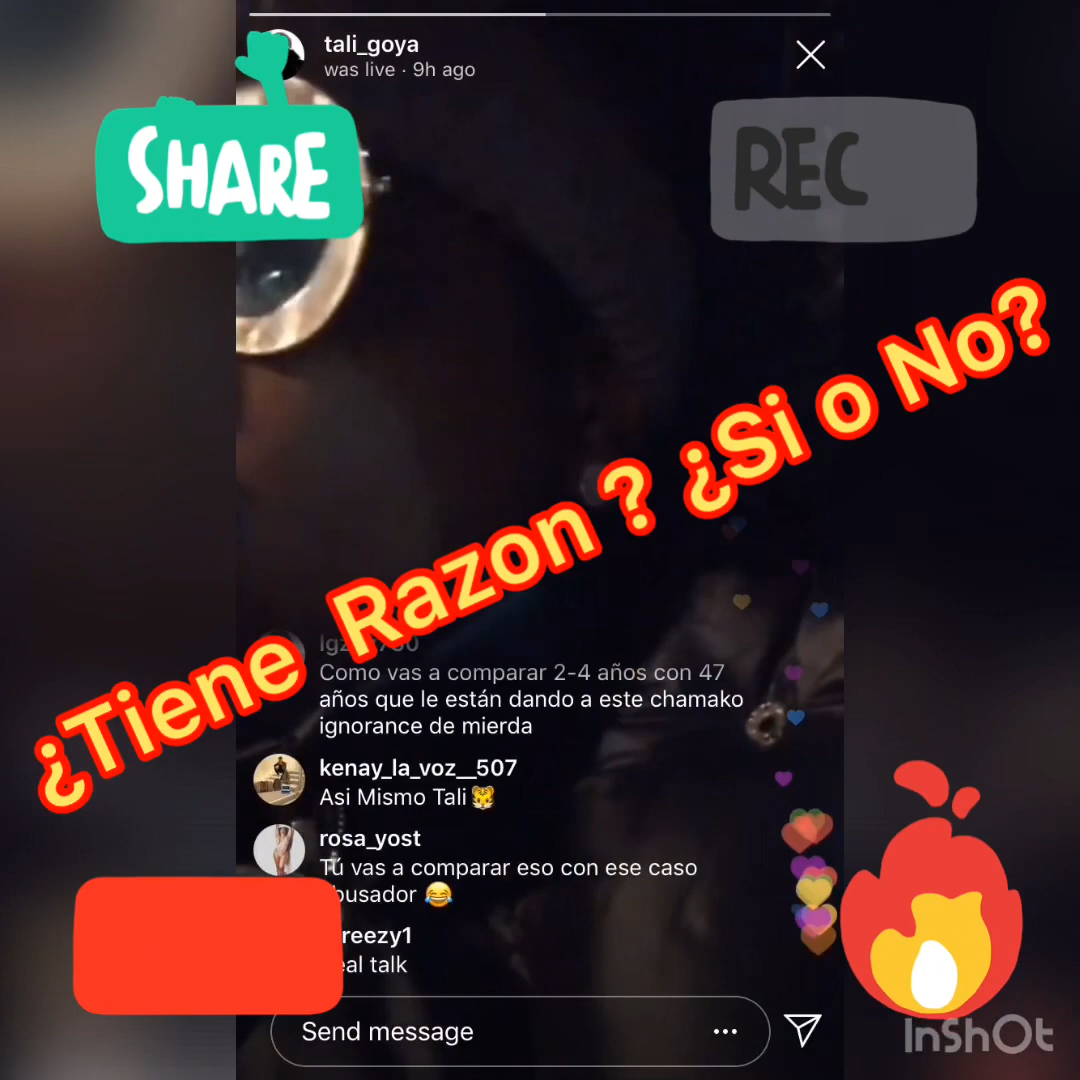 tali_goya
was live · 9h ago
SHARE
REC
¿Tiene Razon ? ¿Si o No?
Como vas a comparar 2-4 años con 47
años que le están dando a este chamako
ignorance de mierda
kenay_la_voz__507
Asi Mismo Tali🐯
rosa_yost
Tú vas a comparar eso con ese caso
busador 😂
reezy1
eal talk
Send message
InShOt